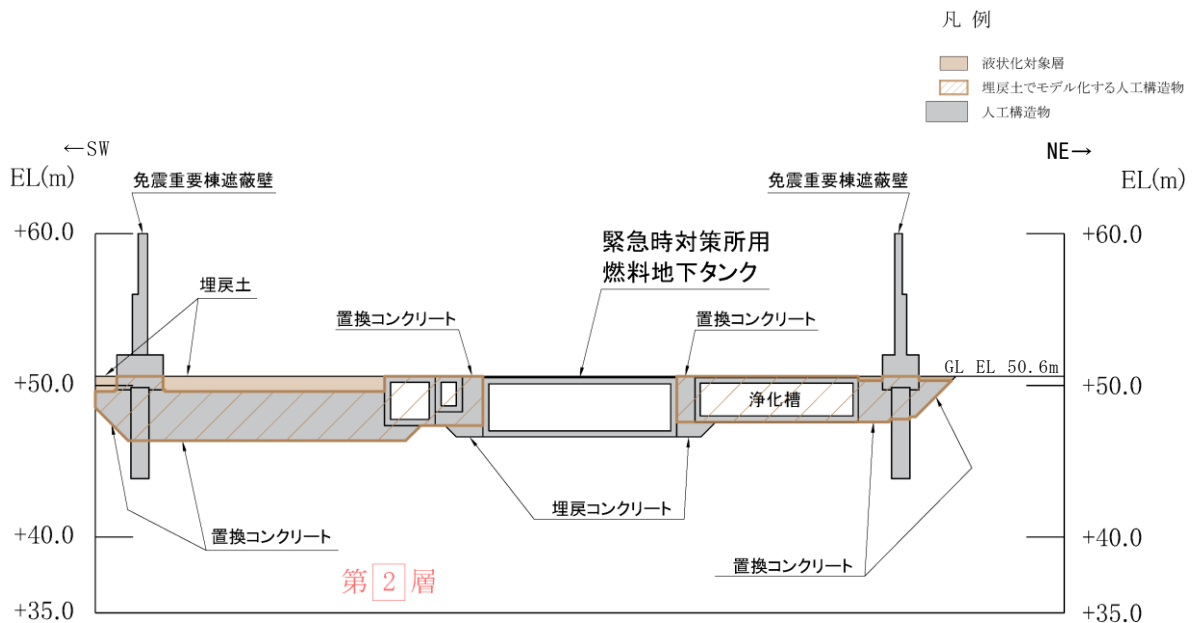 凡 例
液状化対象層
埋戻土でモデル化する人工構造物
人工構造物
←SW
NE→
EL(m)
EL(m)
免震重要棟遮蔽壁
免震重要棟遮蔽壁
+60.0
+60.0
緊急時対策所用
燃料地下タンク
埋戻土
置換コンクリート
置換コンクリート
GL EL 50.6m
+50.0
+50.0
浄化槽
埋戻コンクリート
置換コンクリート
置換コンクリート
+40.0
+40.0
第2層
+35.0
+35.0